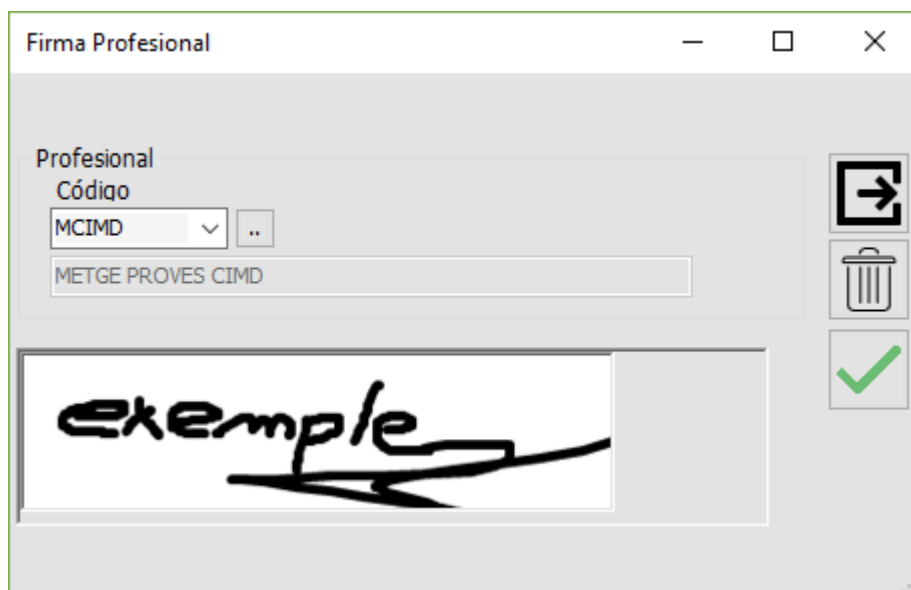 Firma Profesional
Profesional
Código
MCIMD
..
METGE PROVES CIMD
exemple